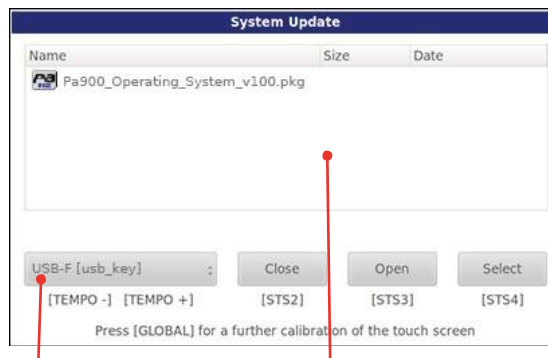 System Update
Name Size Date
Pa900_Operating_System_v100.pkg
USB-F [usb_key] Close Open Select
[TEMPO -] [TEMPO +] [STS2] [STS3] [STS4]
Press [GLOBAL] for a further calibration of the touch screen